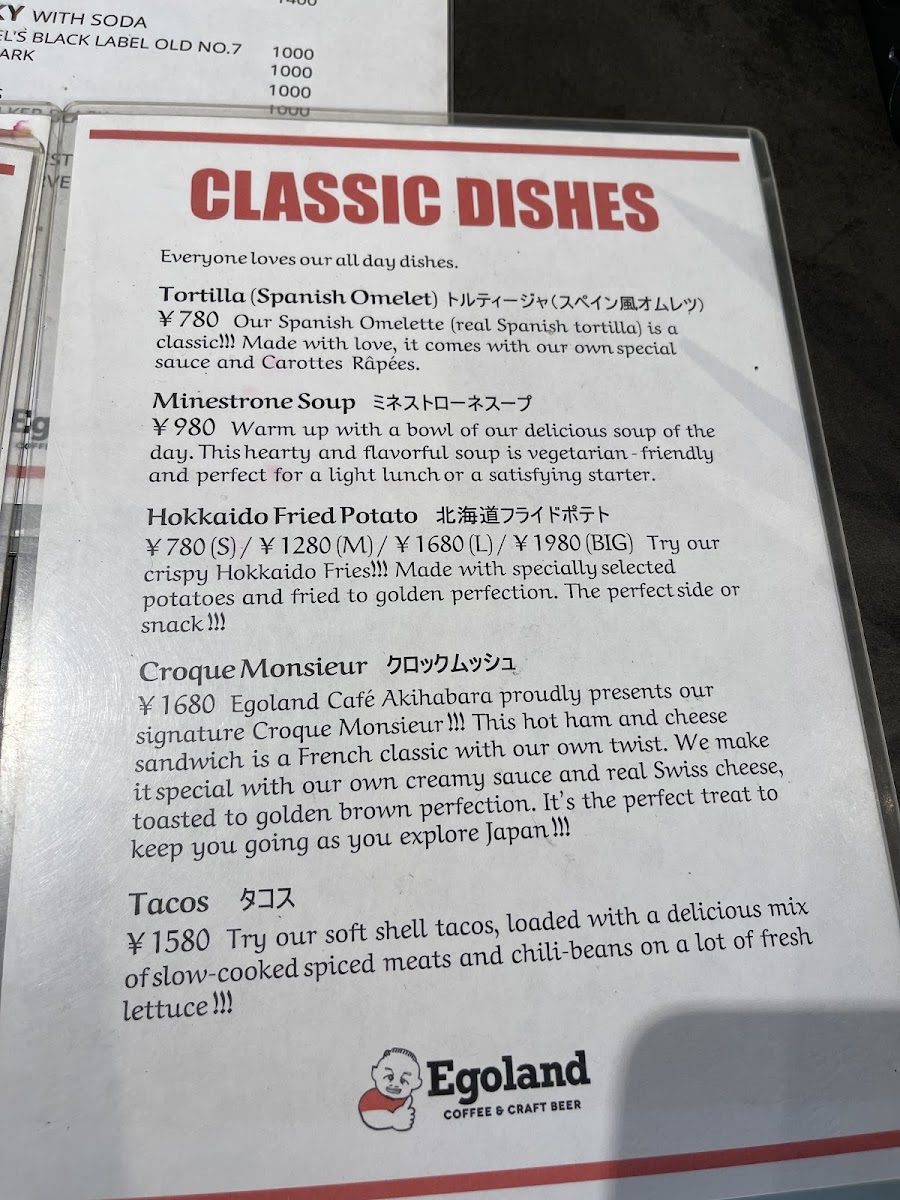 WITH SODA
BLACK LABEL OLD NO.7 1000
1000
1000
1000
CLASSIC DISHES
Everyone loves our all day dishes.
Tortilla (Spanish Omelet) トルティージャ(スペイン風オムレツ)
¥780 Our Spanish Omelette (real Spanish tortilla) is a
classic!!! Made with love, it comes with our own special
sauce and Carottes Râpées.
Minestrone Soup ミネストローネスープ
¥980 Warm up with a bowl of our delicious soup of the
day. This hearty and flavorful soup is vegetarian-friendly
and perfect for a light lunch or a satisfying starter.
Hokkaido Fried Potato 北海道フライドポテト
¥780 (S) / ¥1280 (M) / ¥1680 (L) / ¥1980 (BIG) Try our
crispy Hokkaido Fries!!! Made with specially selected
potatoes and fried to golden perfection. The perfect side or
snack!!!
Croque Monsieur クロックムッシュ
¥1680 Egoland Café Akihabara proudly presents our
signature Croque Monsieur!!! This hot ham and cheese
sandwich is a French classic with our own twist. We make
it special with our own creamy sauce and real Swiss cheese,
toasted to golden brown perfection. It's the perfect treat to
keep you going as you explore Japan!!!
Tacos タコス
¥1580 Try our soft shell tacos, loaded with a delicious mix
of slow-cooked spiced meats and chili-beans on a lot of fresh
lettuce!!!
Egoland
COFFEE & CRAFT BEER